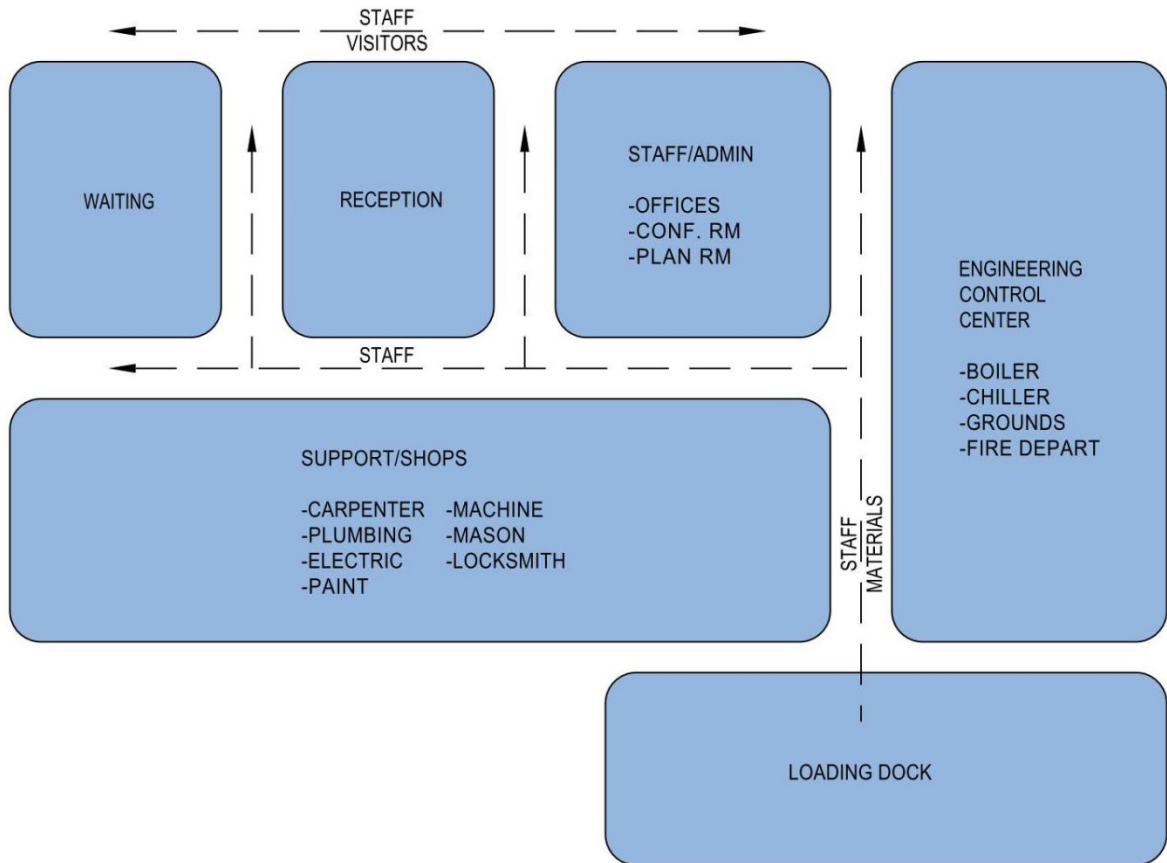 STAFF
VISITORS
WAITING
RECEPTION
STAFF/ADMIN
-OFFICES
-CONF. RM
-PLAN RM
ENGINEERING
CONTROL
CENTER
-BOILER
-CHILLER
-GROUNDS
-FIRE DEPART
STAFF
SUPPORT/SHOPS
-CARPENTER -MACHINE
-PLUMBING -MASON
-ELECTRIC -LOCKSMITH
-PAINT
STAFF
MATERIALS
LOADING DOCK